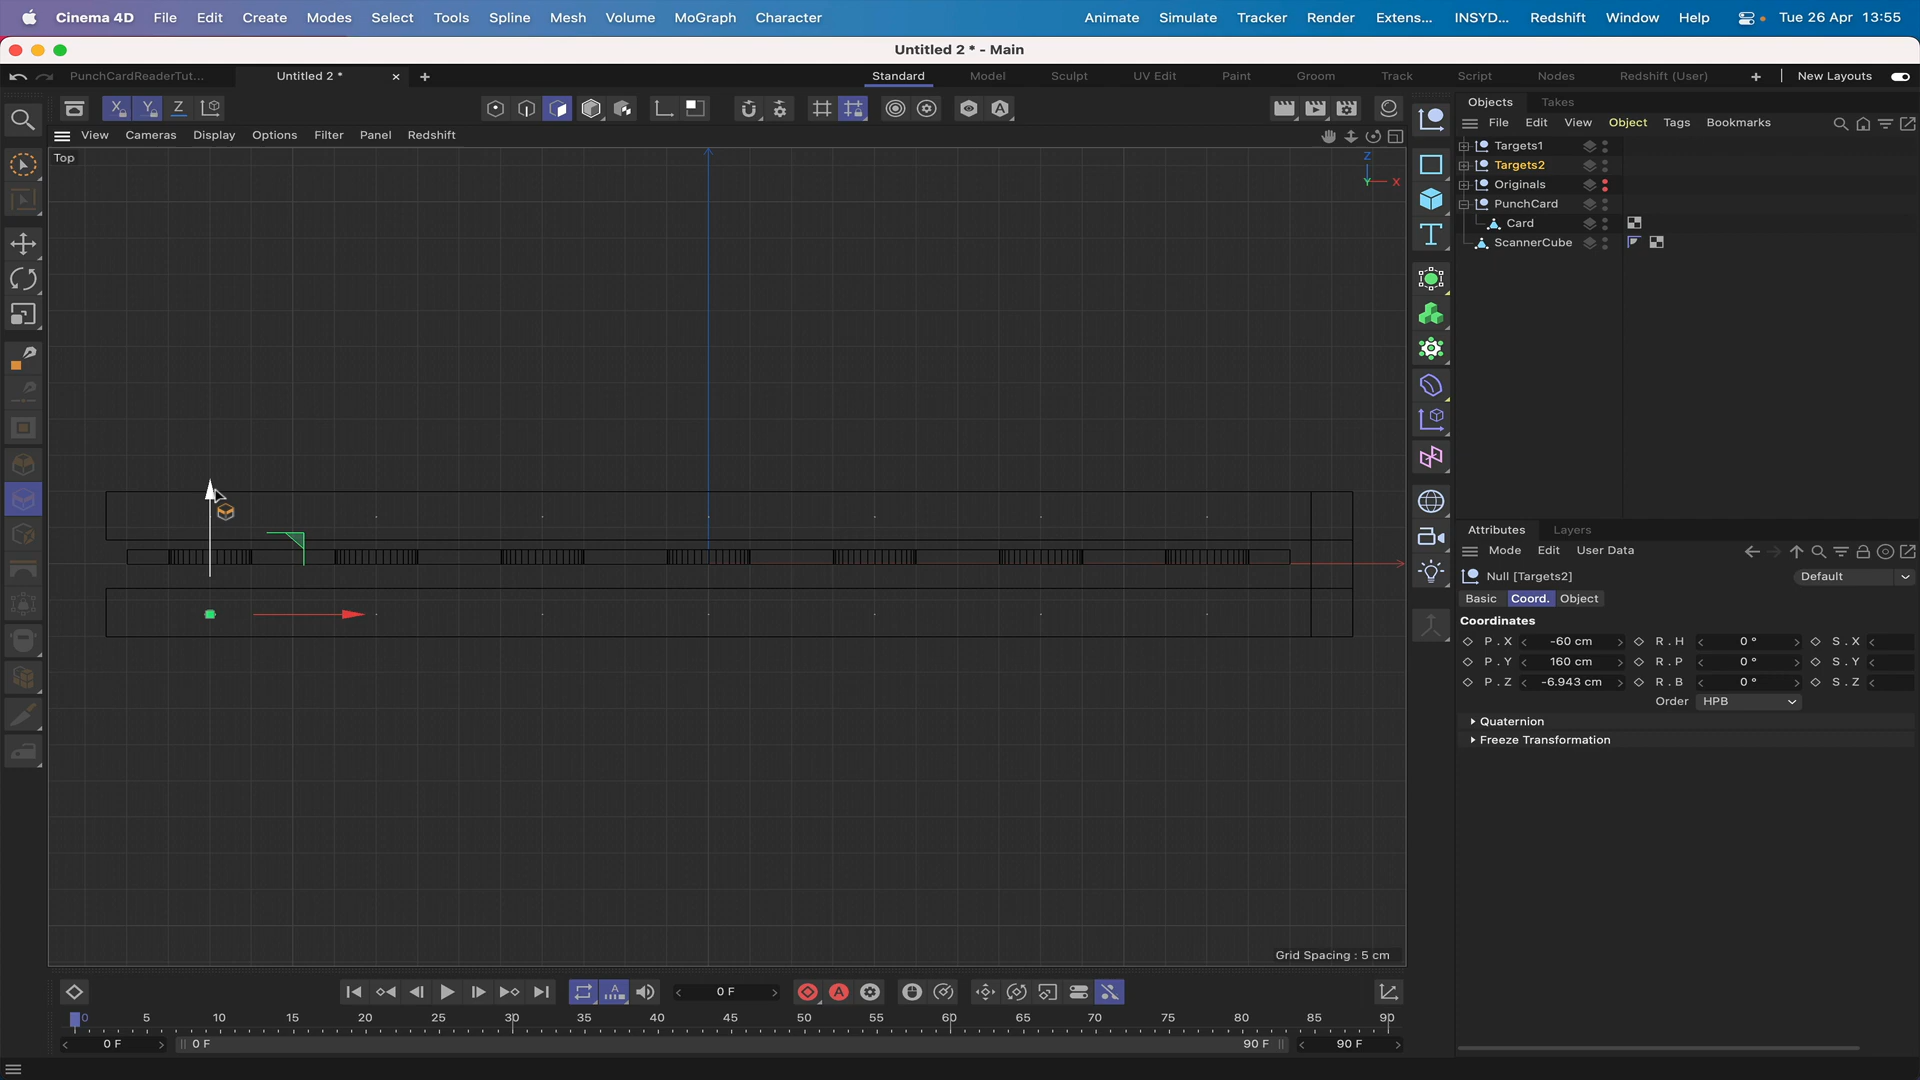 Cinema 4D File Edit Create Modes Select Tools Spline Mesh Volume MoGraph Character Animate Simulate Tracker Render Extens... INSYD... Redshift Window Help Tue 26 Apr 13:55
Untitled 2 * - Main
PunchCardReaderTut... Untitled 2 * × + Standard Model Sculpt UV Edit Paint Groom Track Script Nodes Redshift (User) + New Layouts
X Y Z
Objects Takes
File Edit View Object Tags Bookmarks
View Cameras Display Options Filter Panel Redshift
Top
Z
Y X
Targets1
Targets2
Originals
PunchCard
Card
ScannerCube
Attributes Layers
Mode Edit User Data
Null [Targets2] Default
Basic Coord. Object
Coordinates
P . X -60 cm R . H 0 ° S . X
P . Y 160 cm R . P 0 ° S . Y
P . Z -6.943 cm R . B 0 ° S . Z
Order HPB
Quaternion
Freeze Transformation
Grid Spacing : 5 cm
0 F
0 5 10 15 20 25 30 35 40 45 50 55 60 65 70 75 80 85 90
0 F 0 F 90 F 90 F